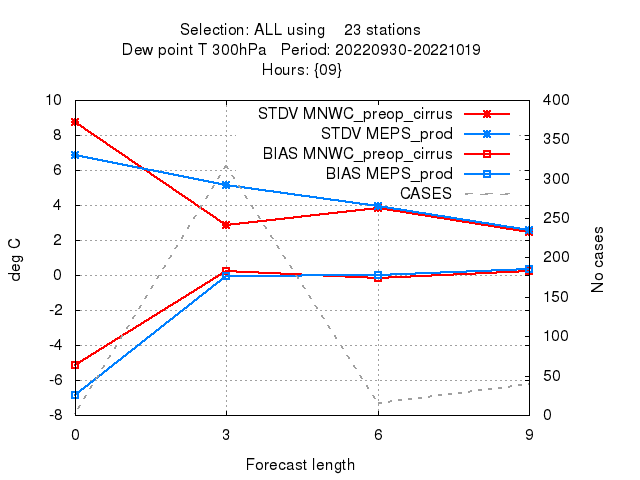 Selection: ALL using    23 stations
Dew point T 300hPa   Period: 20220930-20221019
Hours: {09}
STDV MNWC_preop_cirrus
STDV MEPS_prod
BIAS MNWC_preop_cirrus
BIAS MEPS_prod
CASES
10
8
6
4
2
0
-2
-4
-6
-8
deg C
400
350
300
250
200
150
100
50
0
No cases
0 3 6 9
Forecast length